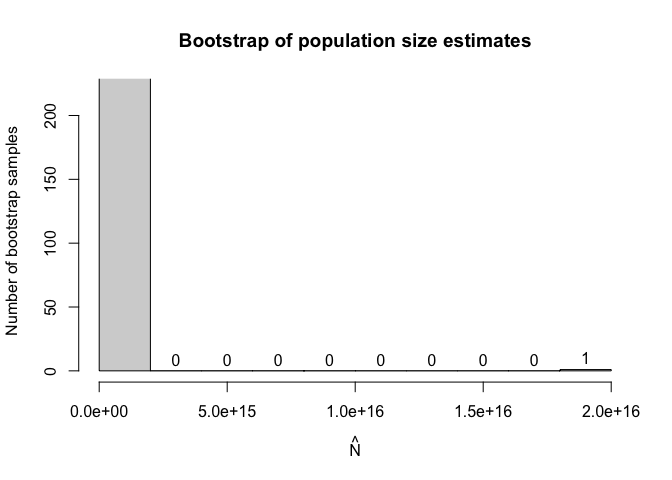 Bootstrap of population size estimates
Number of bootstrap samples
200
150
100
50
0
0 0 0 0 0 0 0 0 1
0.0e+00 5.0e+15 1.0e+16 1.5e+16 2.0e+16
N̂